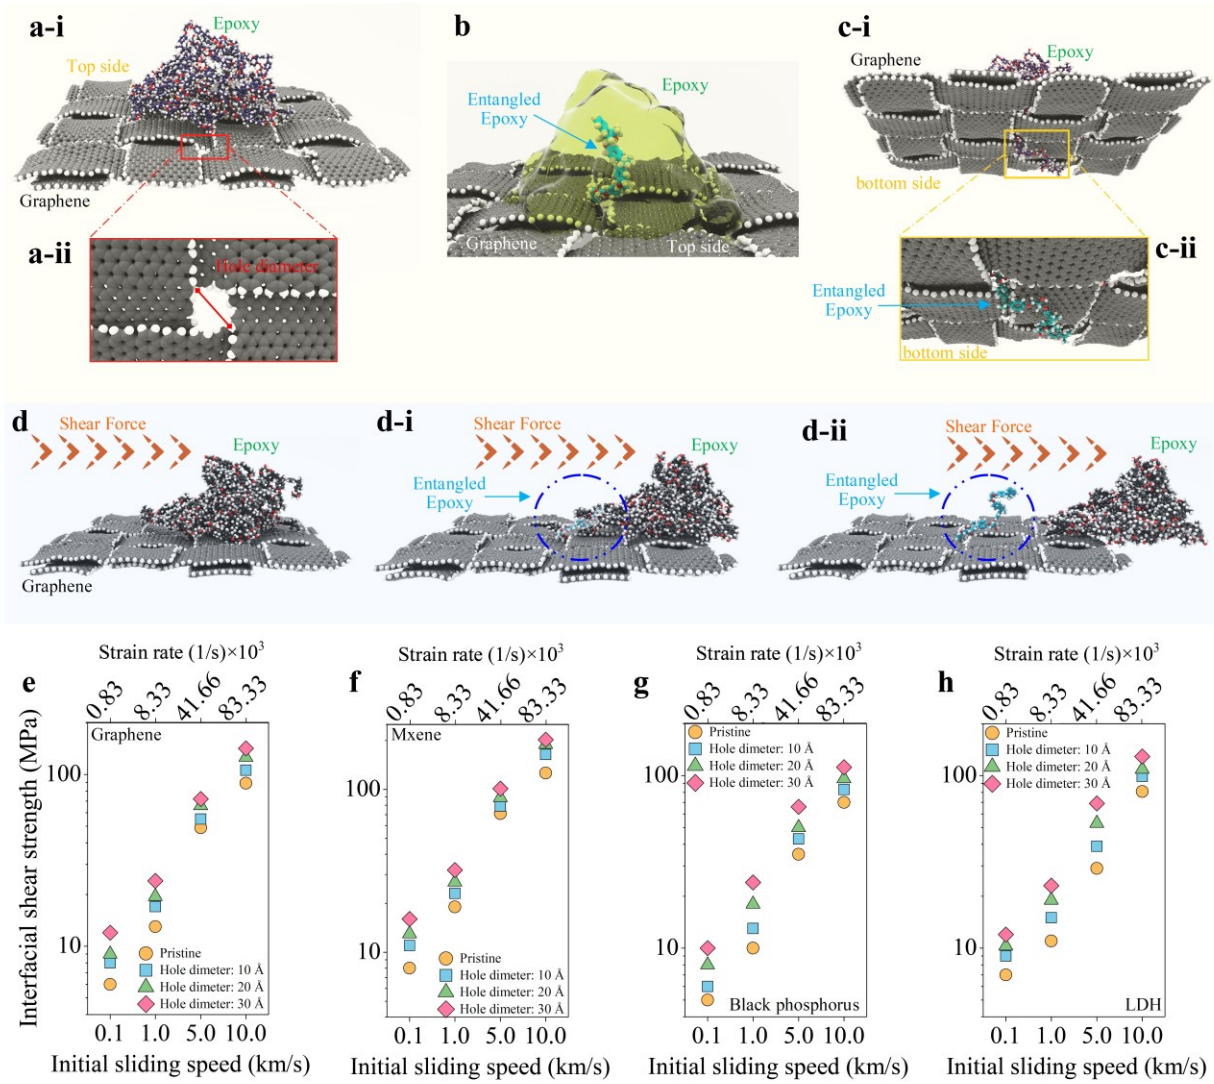 a-i
Epoxy
Top side
Graphene
a-ii
Hole diameter
b
Epoxy
Entangled
Epoxy
Graphene
Top side
c-i
Graphene
Epoxy
bottom side
c-ii
Entangled
Epoxy
bottom side
d
Shear Force
Epoxy
Graphene
d-i
Shear Force
Epoxy
Entangled
Epoxy
d-ii
Shear Force
Epoxy
Entangled
Epoxy
e
Strain rate (1/s)×10³
0.83
8.33
41.66
83.33
Graphene
Interfacial shear strength (MPa)
100
10
Pristine
Hole dimeter: 10 Å
Hole dimeter: 20 Å
Hole dimeter: 30 Å
0.1
1.0
5.0
10.0
Initial sliding speed (km/s)
f
Strain rate (1/s)×10³
0.83
8.33
41.66
83.33
Mxene
100
10
Pristine
Hole dimeter: 10 Å
Hole dimeter: 20 Å
Hole dimeter: 30 Å
0.1
1.0
5.0
10.0
Initial sliding speed (km/s)
g
Strain rate (1/s)×10³
0.83
8.33
41.66
83.33
Pristine
Hole dimeter: 10 Å
Hole dimeter: 20 Å
Hole dimeter: 30 Å
100
10
Black phosphorus
0.1
1.0
5.0
10.0
Initial sliding speed (km/s)
h
Strain rate (1/s)×10³
0.83
8.33
41.66
83.33
Pristine
Hole dimeter: 10 Å
Hole dimeter: 20 Å
Hole dimeter: 30 Å
100
10
LDH
0.1
1.0
5.0
10.0
Initial sliding speed (km/s)